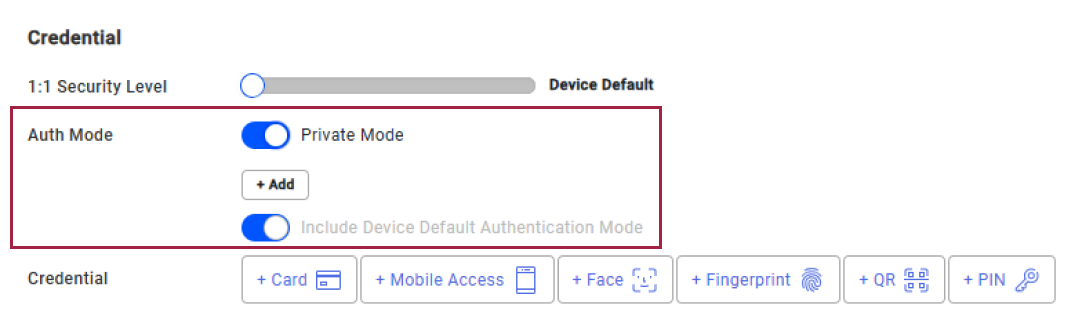 Credential
1:1 Security Level Device Default
Auth Mode Private Mode
+ Add
Include Device Default Authentication Mode
Credential + Card + Mobile Access + Face + Fingerprint + QR + PIN